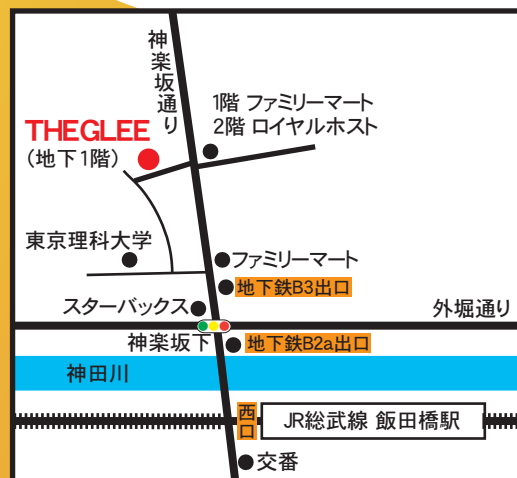 神楽坂通り
1階 ファミリーマート
2階 ロイヤルホスト
THEGLEE
(地下1階)
東京理科大学
ファミリーマート
地下鉄B3出口
スターバックス
外堀通り
神楽坂下
地下鉄B2a出口
神田川
西口
JR総武線 飯田橋駅
交番